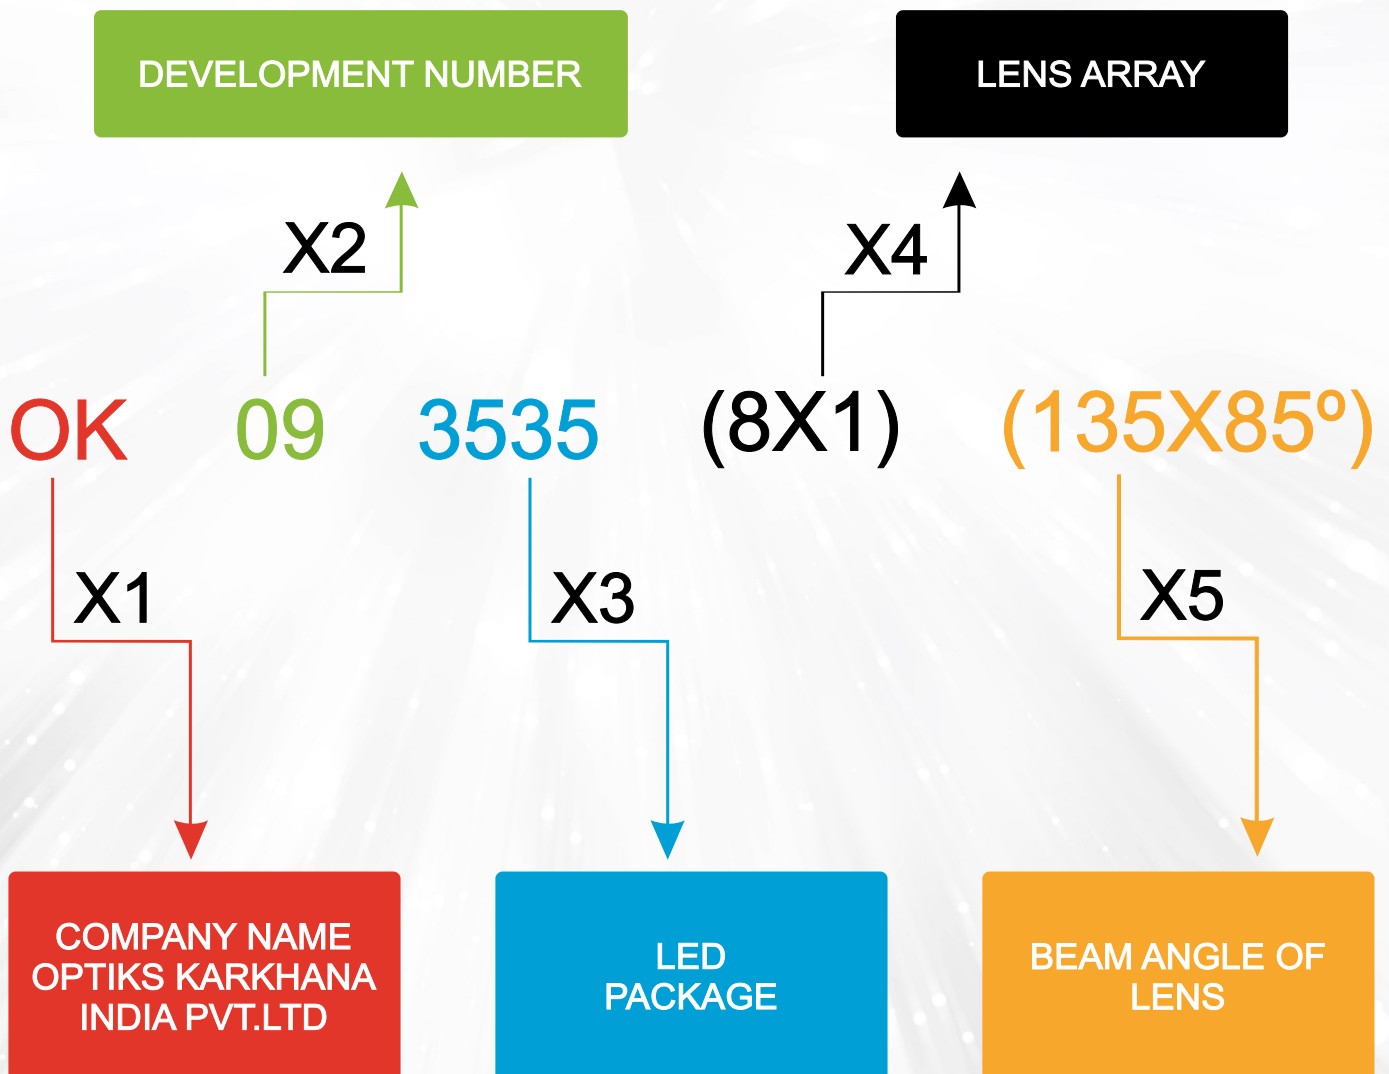 DEVELOPMENT NUMBER
LENS ARRAY
X2
X4
OK 09 3535 (8X1) (135X85º)
X1
X3
X5
COMPANY NAME
OPTIKS KARKHANA
INDIA PVT.LTD
LED
PACKAGE
BEAM ANGLE OF
LENS